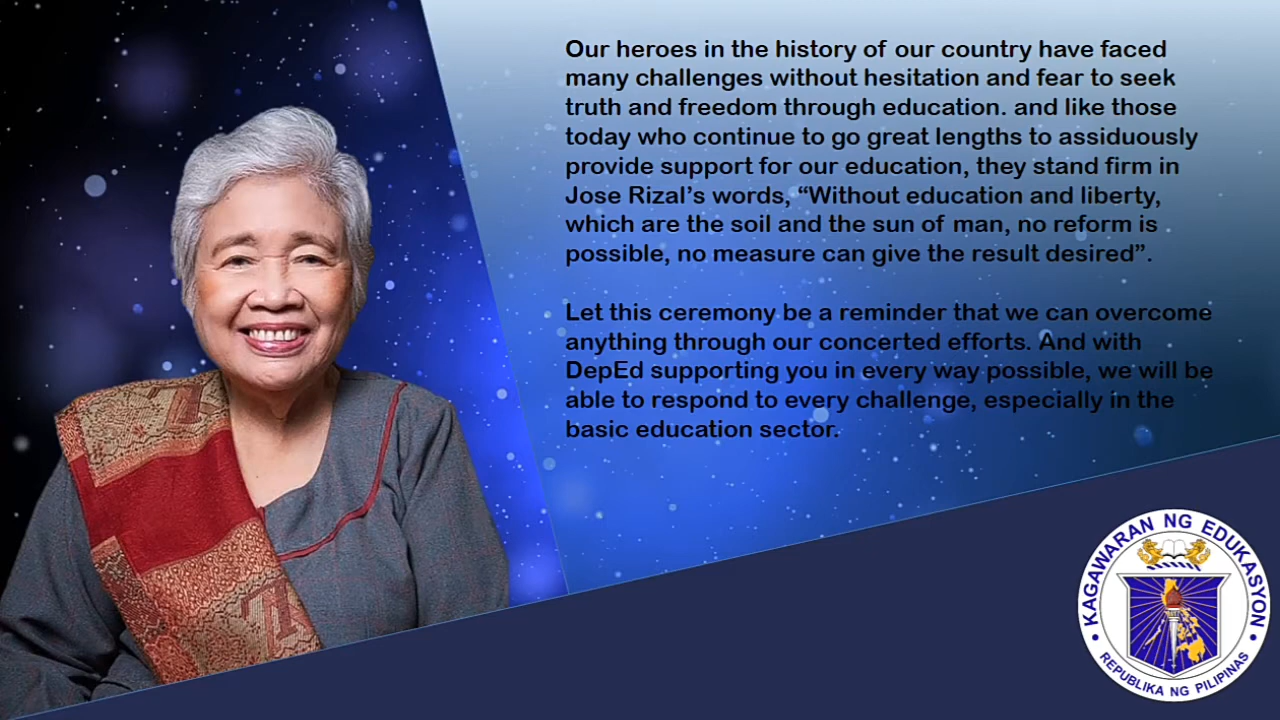 Our heroes in the history of our country have faced
many challenges without hesitation and fear to seek
truth and freedom through education. and like those
today who continue to go great lengths to assiduously
provide support for our education, they stand firm in
Jose Rizal's words, “Without education and liberty,
which are the soil and the sun of man, no reform is
possible, no measure can give the result desired”.
Let this ceremony be a reminder that we can overcome
anything through our concerted efforts. And with
DepEd supporting you in every way possible, we will be
able to respond to every challenge, especially in the
basic education sector.
KAGAWARAN NG EDUKASYON
REPUBLIKA NG PILIPINAS